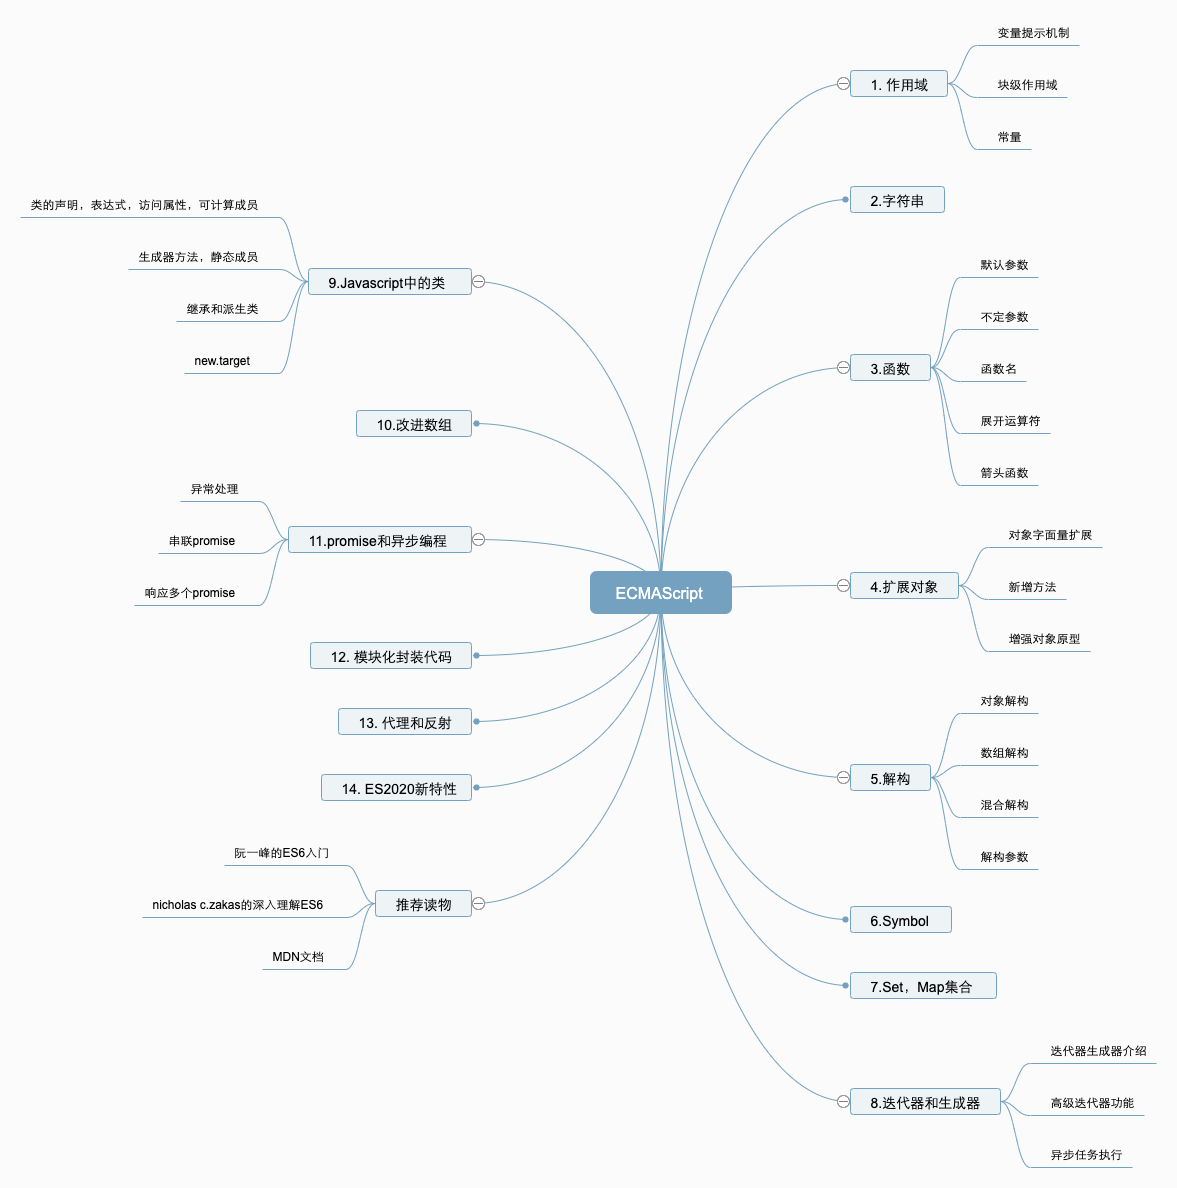 ECMAScript
1. 作用域
变量提示机制
块级作用域
常量
2.字符串
3.函数
默认参数
不定参数
函数名
展开运算符
箭头函数
4.扩展对象
对象字面量扩展
新增方法
增强对象原型
5.解构
对象解构
数组解构
混合解构
解构参数
6.Symbol
7.Set，Map集合
8.迭代器和生成器
迭代器生成器介绍
高级迭代器功能
异步任务执行
9.Javascript中的类
类的声明，表达式，访问属性，可计算成员
生成器方法，静态成员
继承和派生类
new.target
10.改进数组
11.promise和异步编程
异常处理
串联promise
响应多个promise
12. 模块化封装代码
13. 代理和反射
14. ES2020新特性
推荐读物
阮一峰的ES6入门
nicholas c.zakas的深入理解ES6
MDN文档